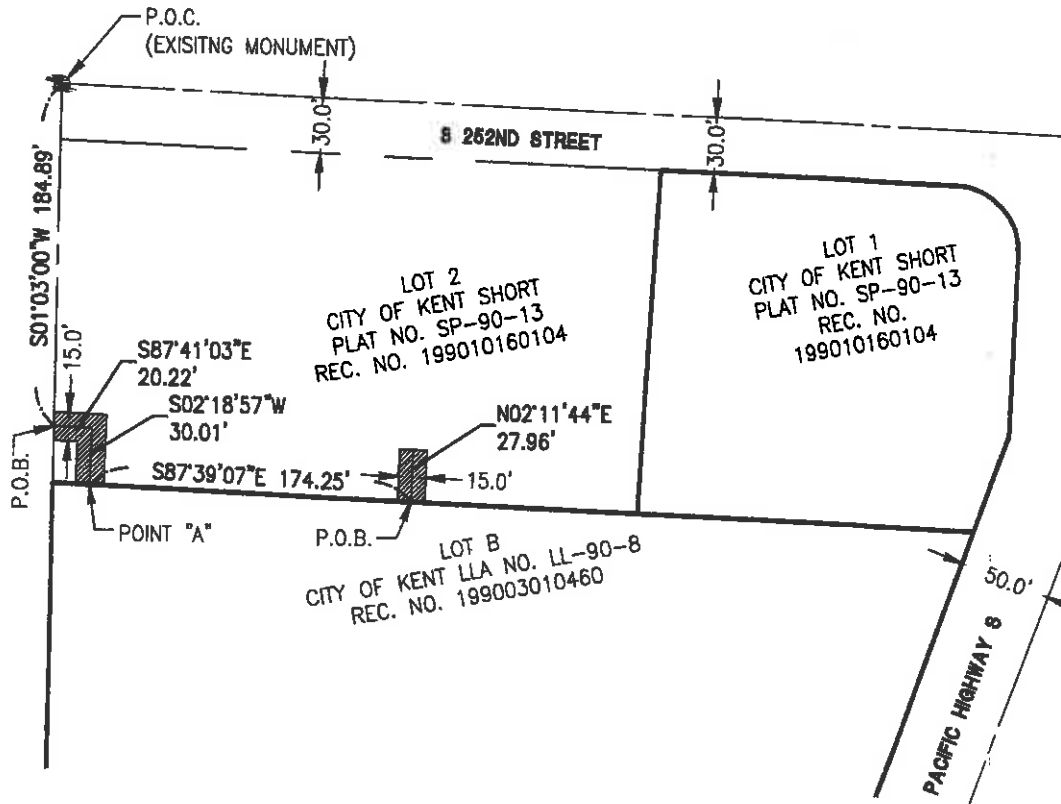 P.O.C.
(EXISITNG MONUMENT)
30.0'
S 252ND STREET
30.0'
S01°03'00"W 184.89'
LOT 2
CITY OF KENT SHORT
PLAT NO. SP-90-13
REC. NO. 199010160104
LOT 1
CITY OF KENT SHORT
PLAT NO. SP-90-13
REC. NO.
199010160104
15.0'
S87°41'03"E
20.22'
S02°18'57"W
30.01'
N02°11'44"E
27.96'
P.O.B.
S87°39'07"E 174.25'
15.0'
POINT "A"
P.O.B.
LOT B
CITY OF KENT LLA NO. LL-90-8
REC. NO. 199003010460
50.0'
PACIFIC HIGHWAY S